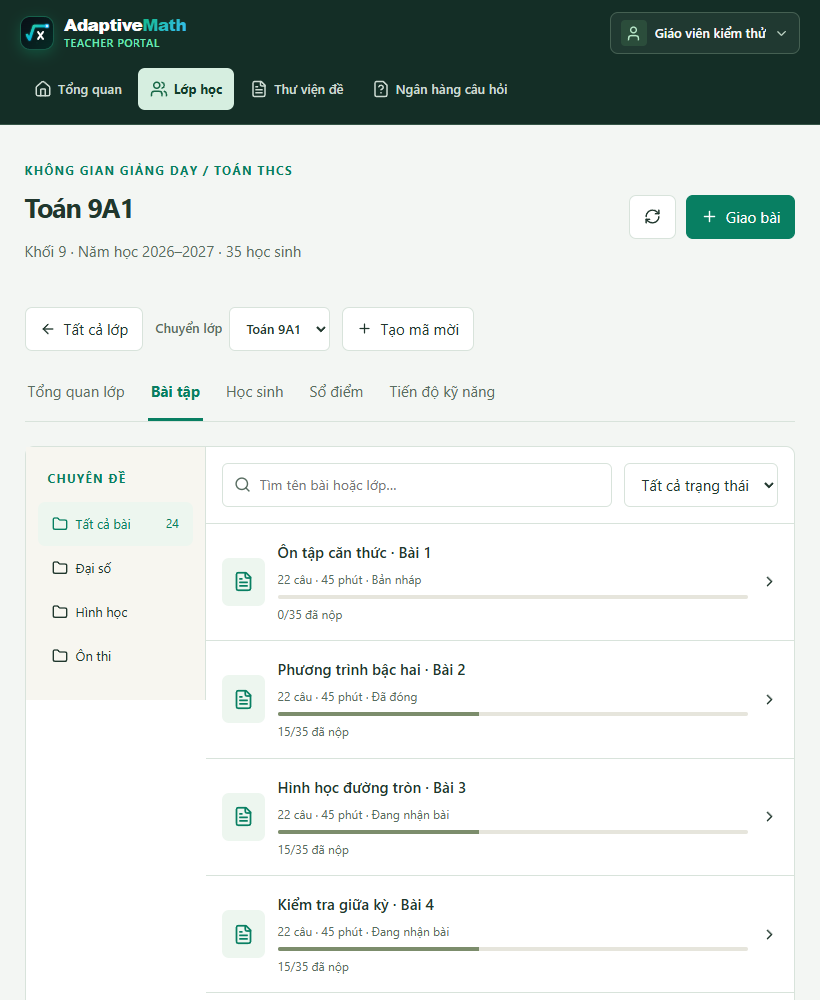 AdaptiveMath
TEACHER PORTAL
Giáo viên kiểm thử
Tổng quan
Lớp học
Thư viện đề
Ngân hàng câu hỏi
KHÔNG GIAN GIẢNG DẠY / TOÁN THCS
Toán 9A1
Khối 9 · Năm học 2026–2027 · 35 học sinh
Giao bài
Tất cả lớp
Chuyển lớp
Toán 9A1
Tạo mã mời
Tổng quan lớp
Bài tập
Học sinh
Sổ điểm
Tiến độ kỹ năng
CHUYÊN ĐỀ
Tất cả bài 24
Đại số
Hình học
Ôn thi
Tìm tên bài hoặc lớp...
Tất cả trạng thái
Ôn tập căn thức · Bài 1
22 câu · 45 phút · Bản nháp
0/35 đã nộp
Phương trình bậc hai · Bài 2
22 câu · 45 phút · Đã đóng
15/35 đã nộp
Hình học đường tròn · Bài 3
22 câu · 45 phút · Đang nhận bài
15/35 đã nộp
Kiểm tra giữa kỳ · Bài 4
22 câu · 45 phút · Đang nhận bài
15/35 đã nộp